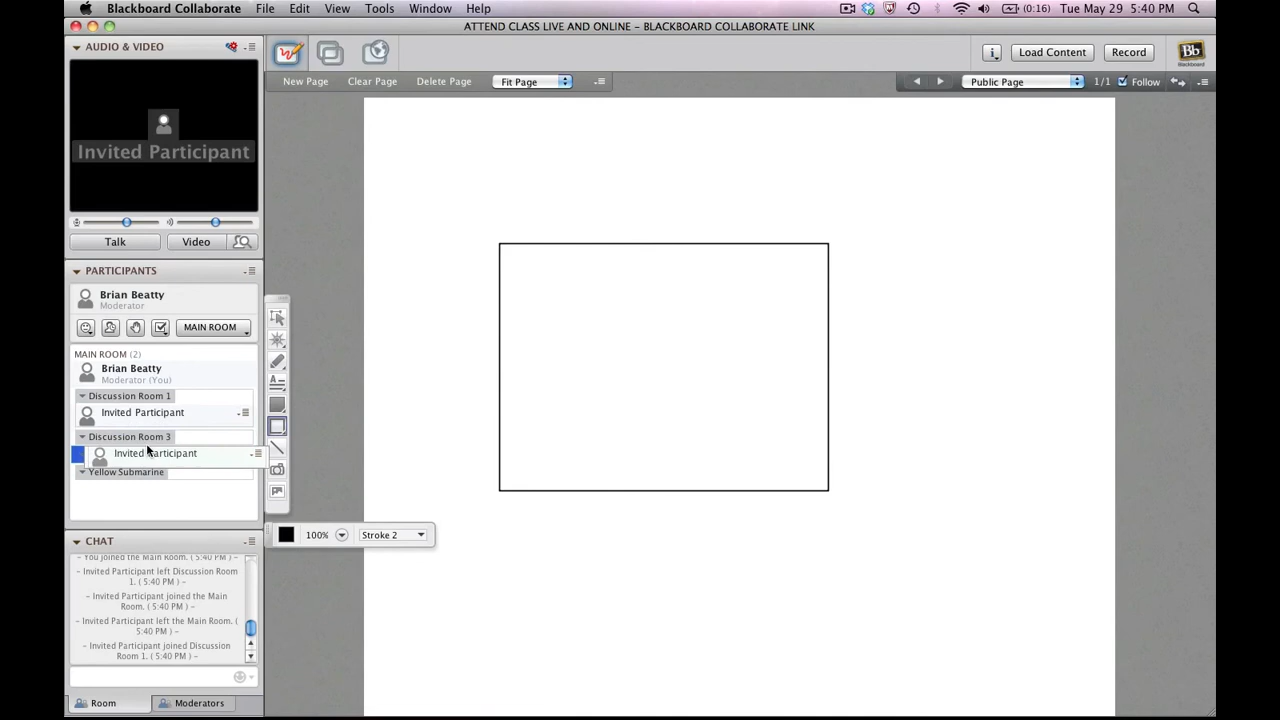 Blackboard Collaborate File Edit View Tools Window Help (0:16) Tue May 29 5:40 PM
ATTEND CLASS LIVE AND ONLINE – BLACKBOARD COLLABORATE LINK
AUDIO & VIDEO
Load Content Record Bb Blackboard
New Page Clear Page Delete Page Fit Page Public Page 1/1 Follow
Invited Participant
Talk Video
PARTICIPANTS
Brian Beatty
Moderator
MAIN ROOM
MAIN ROOM (2)
Brian Beatty
Moderator (You)
Discussion Room 1
Invited Participant
Discussion Room 3
Invited Participant
Yellow Submarine
100% Stroke 2
CHAT
– You joined the Main Room. ( 5:40 PM ) –
– Invited Participant left Discussion Room
1. ( 5:40 PM ) –
– Invited Participant joined the Main
Room. ( 5:40 PM ) –
– Invited Participant left the Main Room. (
5:40 PM ) –
– Invited Participant joined Discussion
Room 1. ( 5:40 PM ) –
Room Moderators